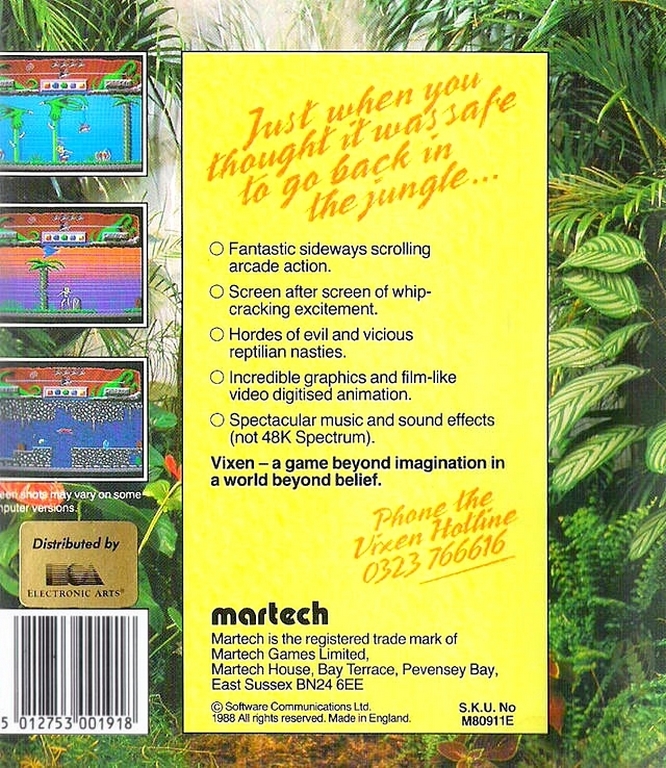 Just when you
thought it was safe
to go back in
the jungle...
Fantastic sideways scrolling
arcade action.
Screen after screen of whip-
cracking excitement.
Hordes of evil and vicious
reptilian nasties.
Incredible graphics and film-like
video digitised animation.
Spectacular music and sound effects
(not 48K Spectrum).
Vixen – a game beyond imagination in
a world beyond belief.
Phone the
Vixen Hotline
0323 766616
martech
Martech is the registered trade mark of
Martech Games Limited,
Martech House, Bay Terrace, Pevensey Bay,
East Sussex BN24 6EE
© Software Communications Ltd.
1988 All rights reserved. Made in England.
S.K.U. No
M80911E
een shots may vary on some
mputer versions.
Distributed by
ELECTRONIC ARTS®
5 012753 001918